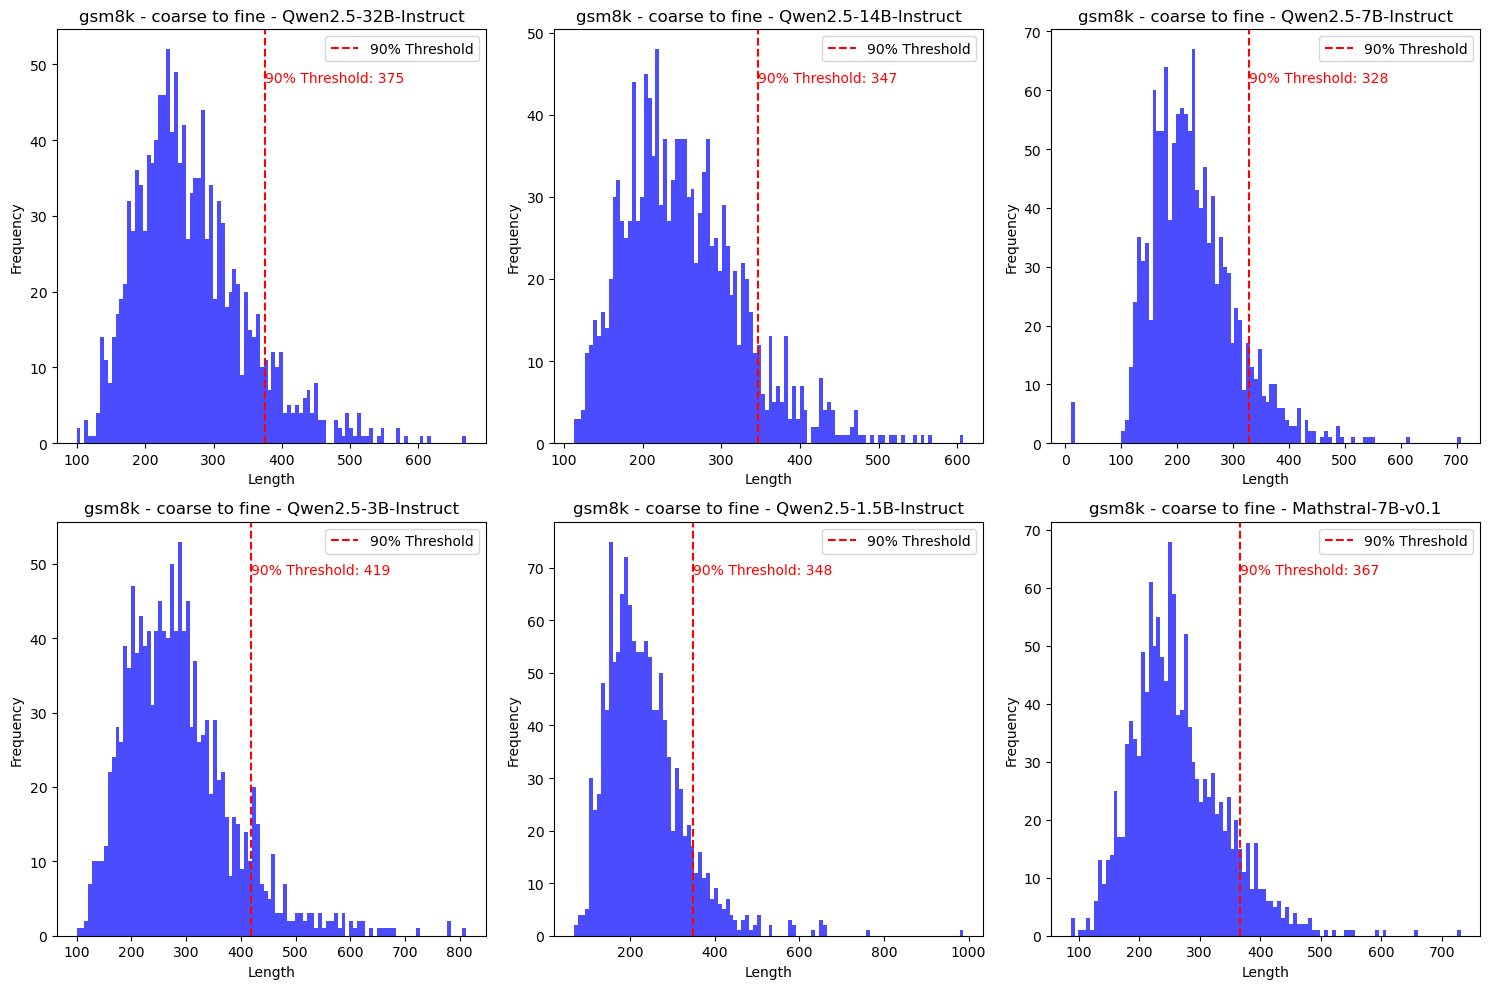 gsm8k - coarse to fine - Qwen2.5-32B-Instruct
90% Threshold
90% Threshold: 375
Frequency
50
40
30
20
10
0
100 200 300 400 500 600
Length
gsm8k - coarse to fine - Qwen2.5-14B-Instruct
90% Threshold
90% Threshold: 347
Frequency
50
40
30
20
10
0
100 200 300 400 500 600
Length
gsm8k - coarse to fine - Qwen2.5-7B-Instruct
90% Threshold
90% Threshold: 328
Frequency
70
60
50
40
30
20
10
0
0 100 200 300 400 500 600 700
Length
gsm8k - coarse to fine - Qwen2.5-3B-Instruct
90% Threshold
90% Threshold: 419
Frequency
50
40
30
20
10
0
100 200 300 400 500 600 700 800
Length
gsm8k - coarse to fine - Qwen2.5-1.5B-Instruct
90% Threshold
90% Threshold: 348
Frequency
70
60
50
40
30
20
10
0
200 400 600 800 1000
Length
gsm8k - coarse to fine - Mathstral-7B-v0.1
90% Threshold
90% Threshold: 367
Frequency
70
60
50
40
30
20
10
0
100 200 300 400 500 600 700
Length